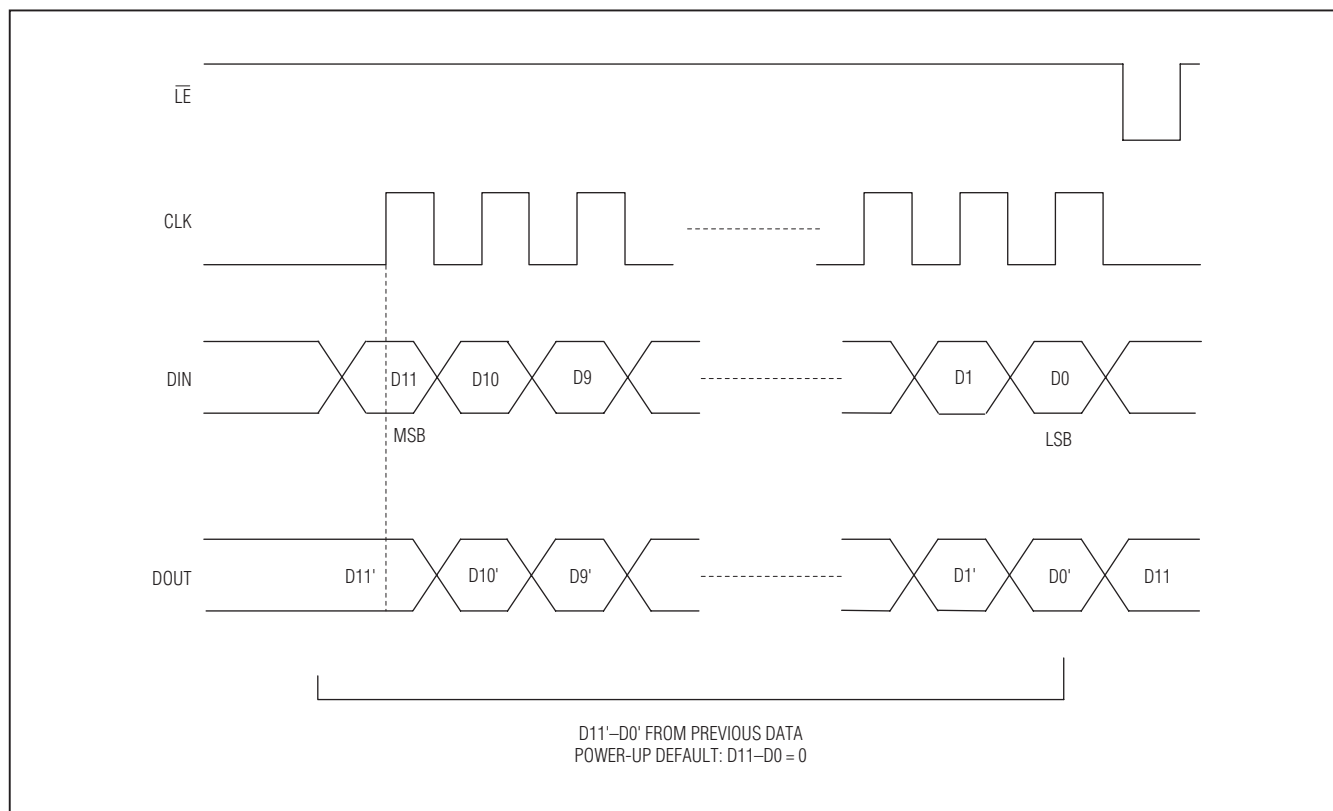 L̅E̅
CLK
DIN
D11
D10
D9
D1
D0
MSB
LSB
DOUT
D11'
D10'
D9'
D1'
D0'
D11
D11'–D0' FROM PREVIOUS DATA
POWER-UP DEFAULT: D11–D0 = 0